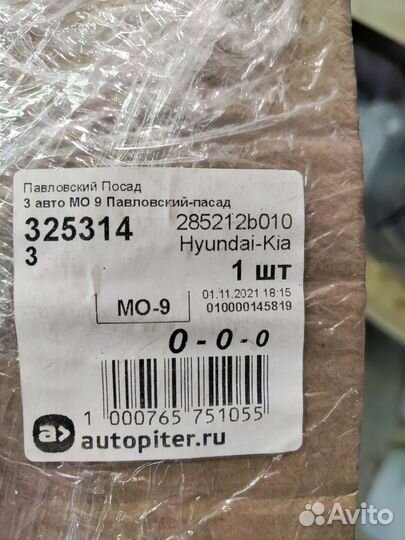 Павловский Посад
3 авто МО 9 Павловский-пасад
325314 285212b010
3 Hyundai-Kia
1 шт
МО-9 01.11.2021 18:15
010000145819
0-0-0
1 000765 751055
a> autopiter.ru
Avito